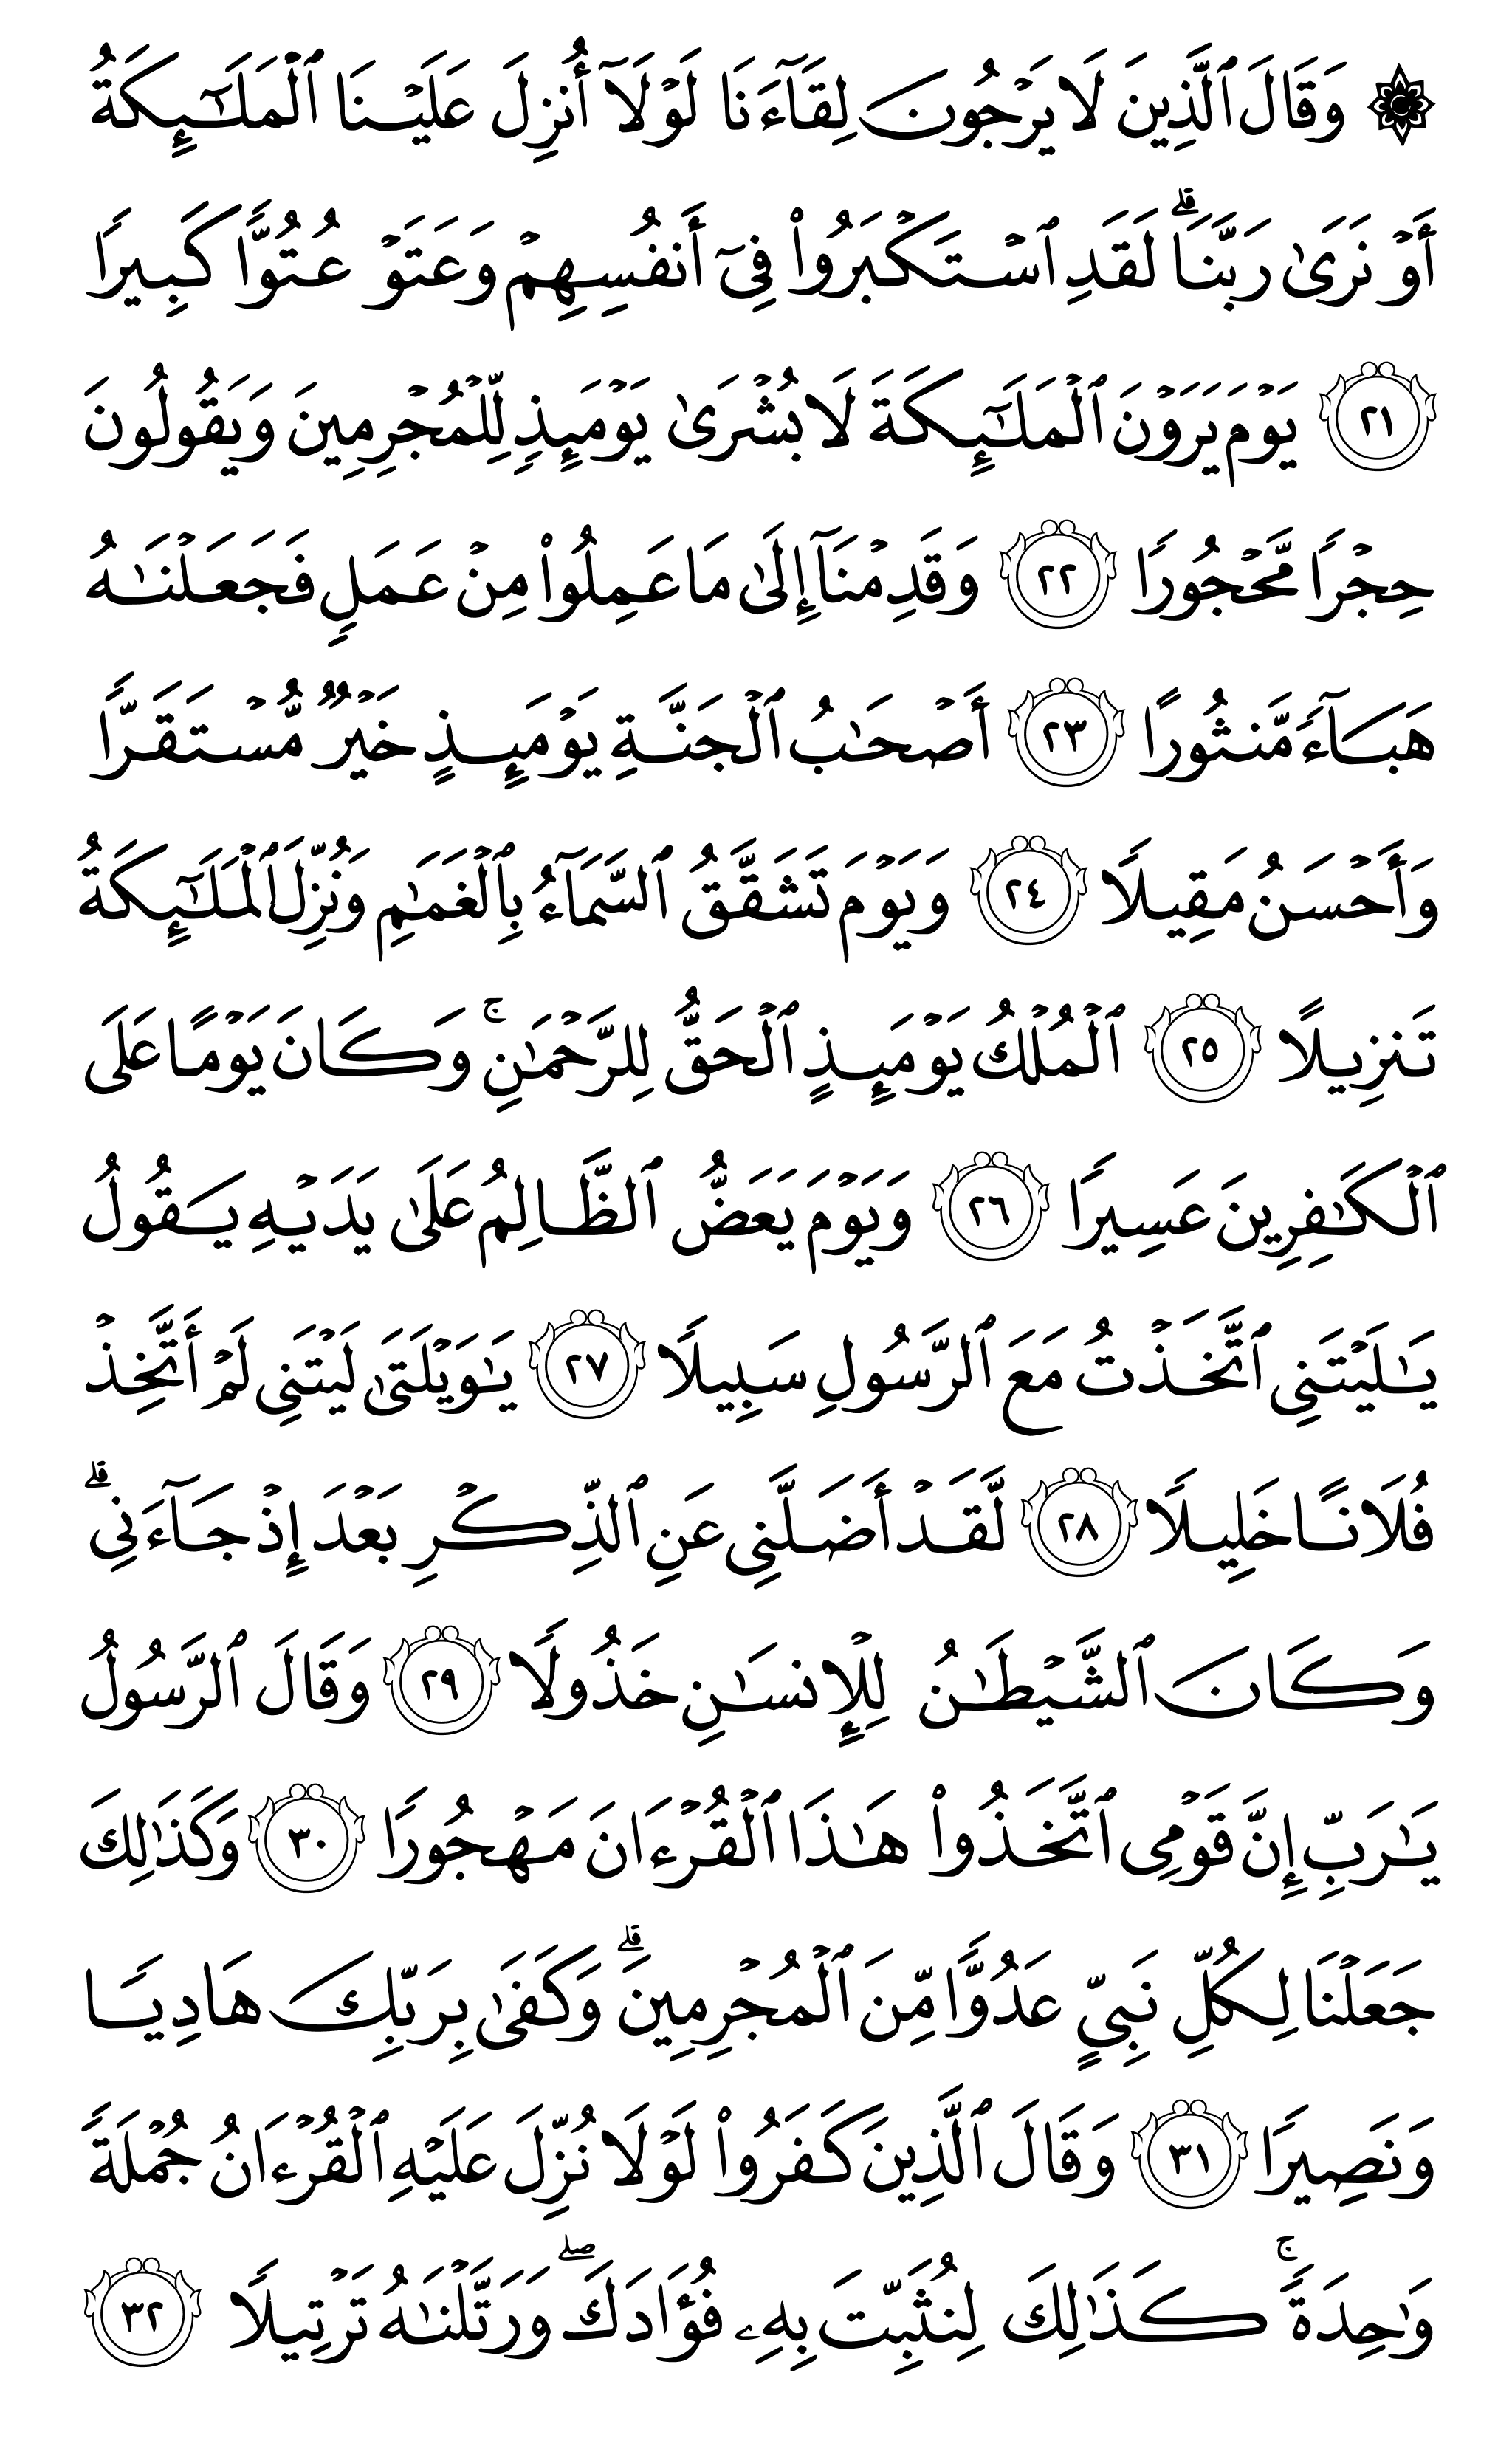 ۞ وَقَالَ ٱلَّذِينَ لَا يَرۡجُونَ لِقَآءَنَا لَوۡلَآ أُنزِلَ عَلَيۡنَا ٱلۡمَلَٰٓئِكَةُ
أَوۡ نَرَىٰ رَبَّنَاۗ لَقَدِ ٱسۡتَكۡبَرُواْ فِيٓ أَنفُسِهِمۡ وَعَتَوۡ عُتُوّٗا كَبِيرٗا
٢١ يَوۡمَ يَرَوۡنَ ٱلۡمَلَٰٓئِكَةَ لَا بُشۡرَىٰ يَوۡمَئِذٖ لِّلۡمُجۡرِمِينَ وَيَقُولُونَ
حِجۡرٗا مَّحۡجُورٗا ٢٢ وَقَدِمۡنَآ إِلَىٰ مَا عَمِلُواْ مِنۡ عَمَلٖ فَجَعَلۡنَٰهُ
هَبَآءٗ مَّنثُورًا ٢٣ أَصۡحَٰبُ ٱلۡجَنَّةِ يَوۡمَئِذٍ خَيۡرٞ مُّسۡتَقَرّٗا
وَأَحۡسَنُ مَقِيلٗا ٢٤ وَيَوۡمَ تَشَقَّقُ ٱلسَّمَآءُ بِٱلۡغَمَٰمِ وَنُزِّلَ ٱلۡمَلَٰٓئِكَةُ
تَنزِيلًا ٢٥ ٱلۡمُلۡكُ يَوۡمَئِذٍ ٱلۡحَقُّ لِلرَّحۡمَٰنِۚ وَكَانَ يَوۡمًا عَلَى
ٱلۡكَٰفِرِينَ عَسِيرٗا ٢٦ وَيَوۡمَ يَعَضُّ ٱلظَّالِمُ عَلَىٰ يَدَيۡهِ يَقُولُ
يَٰلَيۡتَنِي ٱتَّخَذۡتُ مَعَ ٱلرَّسُولِ سَبِيلٗا ٢٧ يَٰوَيۡلَتَىٰ لَيۡتَنِي لَمۡ أَتَّخِذۡ
فُلَانًا خَلِيلٗا ٢٨ لَّقَدۡ أَضَلَّنِي عَنِ ٱلذِّكۡرِ بَعۡدَ إِذۡ جَآءَنِيۗ
وَكَانَ ٱلشَّيۡطَٰنُ لِلۡإِنسَٰنِ خَذُولٗا ٢٩ وَقَالَ ٱلرَّسُولُ
يَٰرَبِّ إِنَّ قَوۡمِي ٱتَّخَذُواْ هَٰذَا ٱلۡقُرۡءَانَ مَهۡجُورٗا ٣٠ وَكَذَٰلِكَ
جَعَلۡنَا لِكُلِّ نَبِيٍّ عَدُوّٗا مِّنَ ٱلۡمُجۡرِمِينَۗ وَكَفَىٰ بِرَبِّكَ هَادِيٗا
وَنَصِيرٗا ٣١ وَقَالَ ٱلَّذِينَ كَفَرُواْ لَوۡلَا نُزِّلَ عَلَيۡهِ ٱلۡقُرۡءَانُ جُمۡلَةٗ
وَٰحِدَةٗۚ كَذَٰلِكَ لِنُثَبِّتَ بِهِۦ فُؤَادَكَۖ وَرَتَّلۡنَٰهُ تَرۡتِيلٗا ٣٢